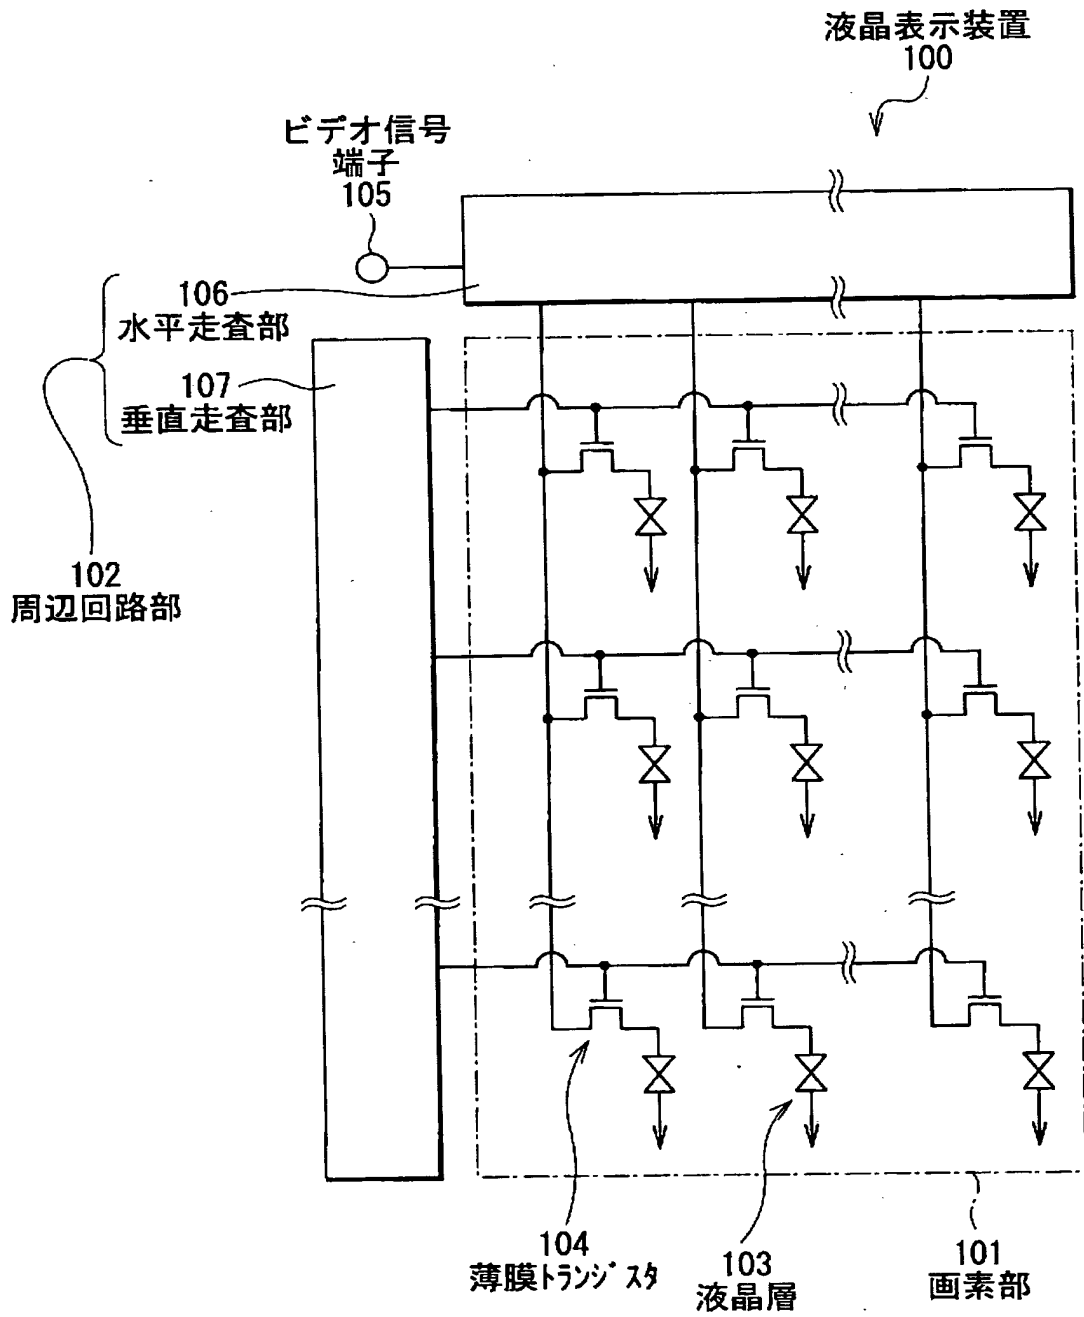 液晶表示装置
100
ビデオ信号
端子
105
106
水平走査部
107
垂直走査部
102
周辺回路部
104
薄膜ﾄﾗﾝｼﾞｽﾀ
103
液晶層
101
画素部